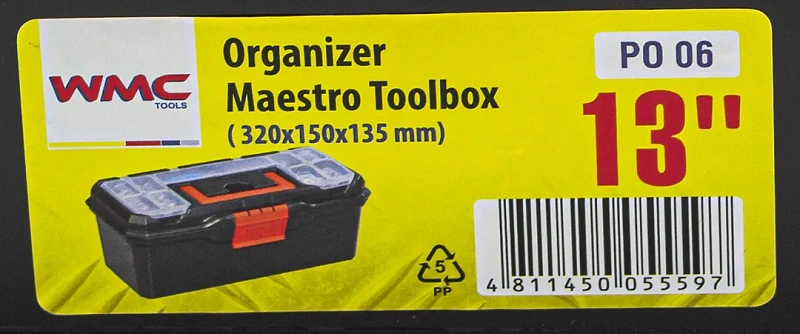 WMC
TOOLS
Organizer
Maestro Toolbox
( 320x150x135 mm)
PO 06
13"
5
PP
4 811450 055597